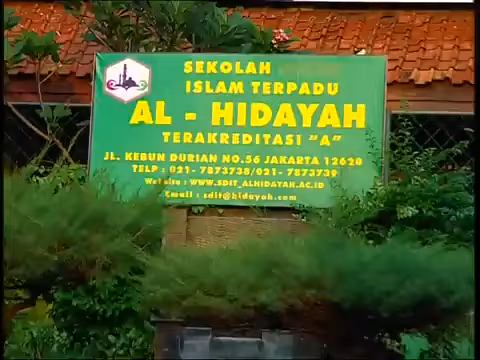 SEKOLAH
ISLAM TERPADU
AL - HIDAYAH
TERAKREDITASI "A"
JL. KEBUN DURIAN NO.56 JAKARTA 12620
TELP : 021- 7873738/021- 7873739
Website : WWW.SDIT_ALHIDAYAH.AC.ID
Email : sdit@hidayah.com